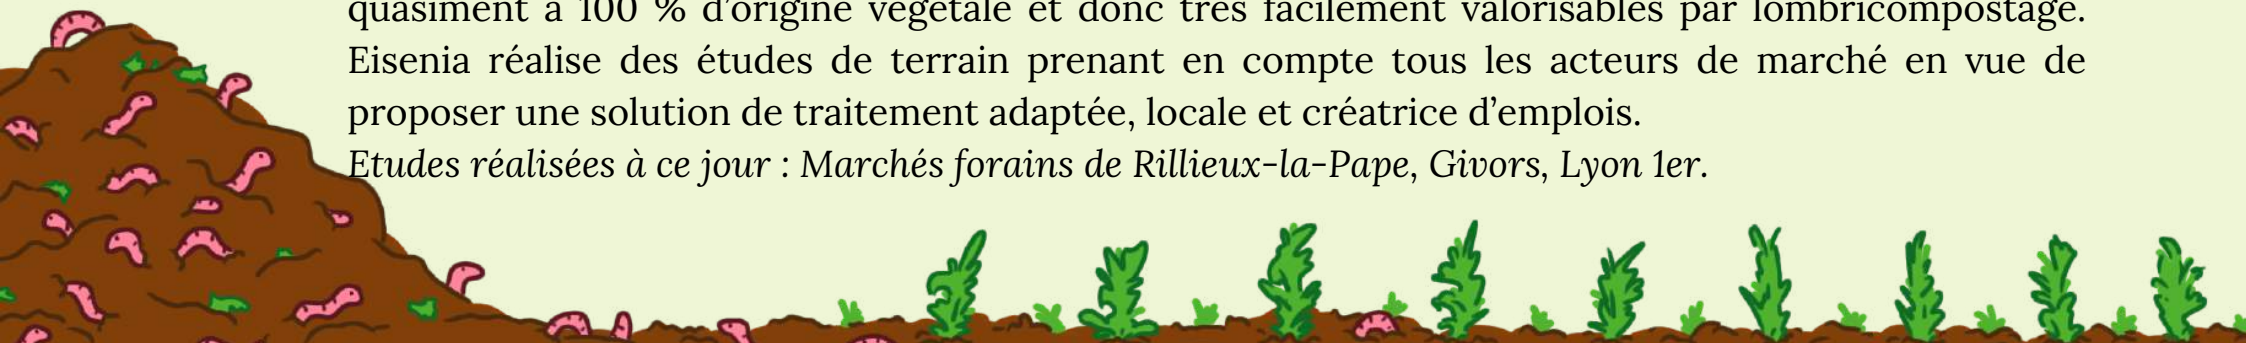 quasiment à 100 % d'origine végétale et donc très facilement valorisables par lombricompostage.
Eisenia réalise des études de terrain prenant en compte tous les acteurs de marché en vue de
proposer une solution de traitement adaptée, locale et créatrice d'emplois.
Etudes réalisées à ce jour : Marchés forains de Rillieux-la-Pape, Givors, Lyon 1er.